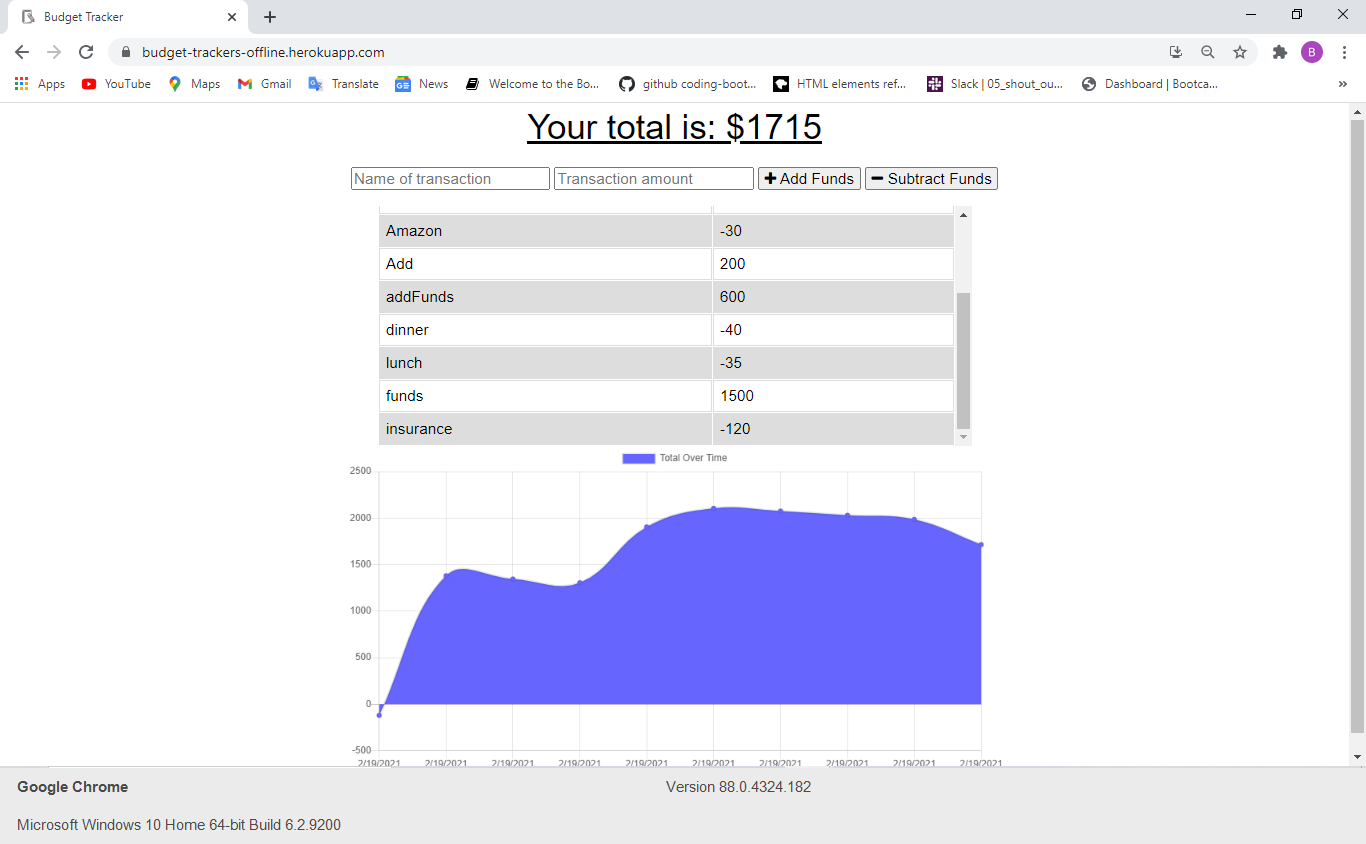 Budget Tracker
budget-trackers-offline.herokuapp.com
B
Apps YouTube Maps Gmail Translate News Welcome to the Bo... github coding-boot... HTML elements ref... Slack | 05_shout_ou... Dashboard | Bootca... »
Your total is: $1715
Name of transaction Transaction amount Add Funds Subtract Funds
Amazon -30
Add 200
addFunds 600
dinner -40
lunch -35
funds 1500
insurance -120
Total Over Time
2500
2000
1500
1000
500
0
-500
2/19/2021 2/19/2021 2/19/2021 2/19/2021 2/19/2021 2/19/2021 2/19/2021 2/19/2021 2/19/2021 2/19/2021
Google Chrome Version 88.0.4324.182
Microsoft Windows 10 Home 64-bit Build 6.2.9200